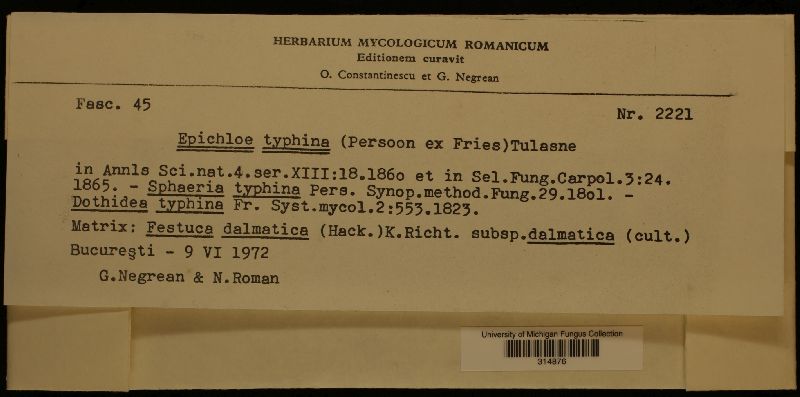 HERBARIUM MYCOLOGICUM ROMANICUM
Editionem curavit
O. Constantinescu et G. Negrean
Fasc. 45
Nr. 2221
Epichloe typhina (Persoon ex Fries)Tulasne
in Annls Sci.nat.4.ser.XIII:18.186o et in Sel.Fung.Carpol.3:24.
1865. - Sphaeria typhina Pers. Synop.method.Fung.29.18o1. -
Dothidea typhina Fr. Syst.mycol.2:553.1823.
Matrix: Festuca dalmatica (Hack.)K.Richt. subsp.dalmatica (cult.)
București - 9 VI 1972
G.Negrean & N.Roman
University of Michigan Fungus Collection
314876